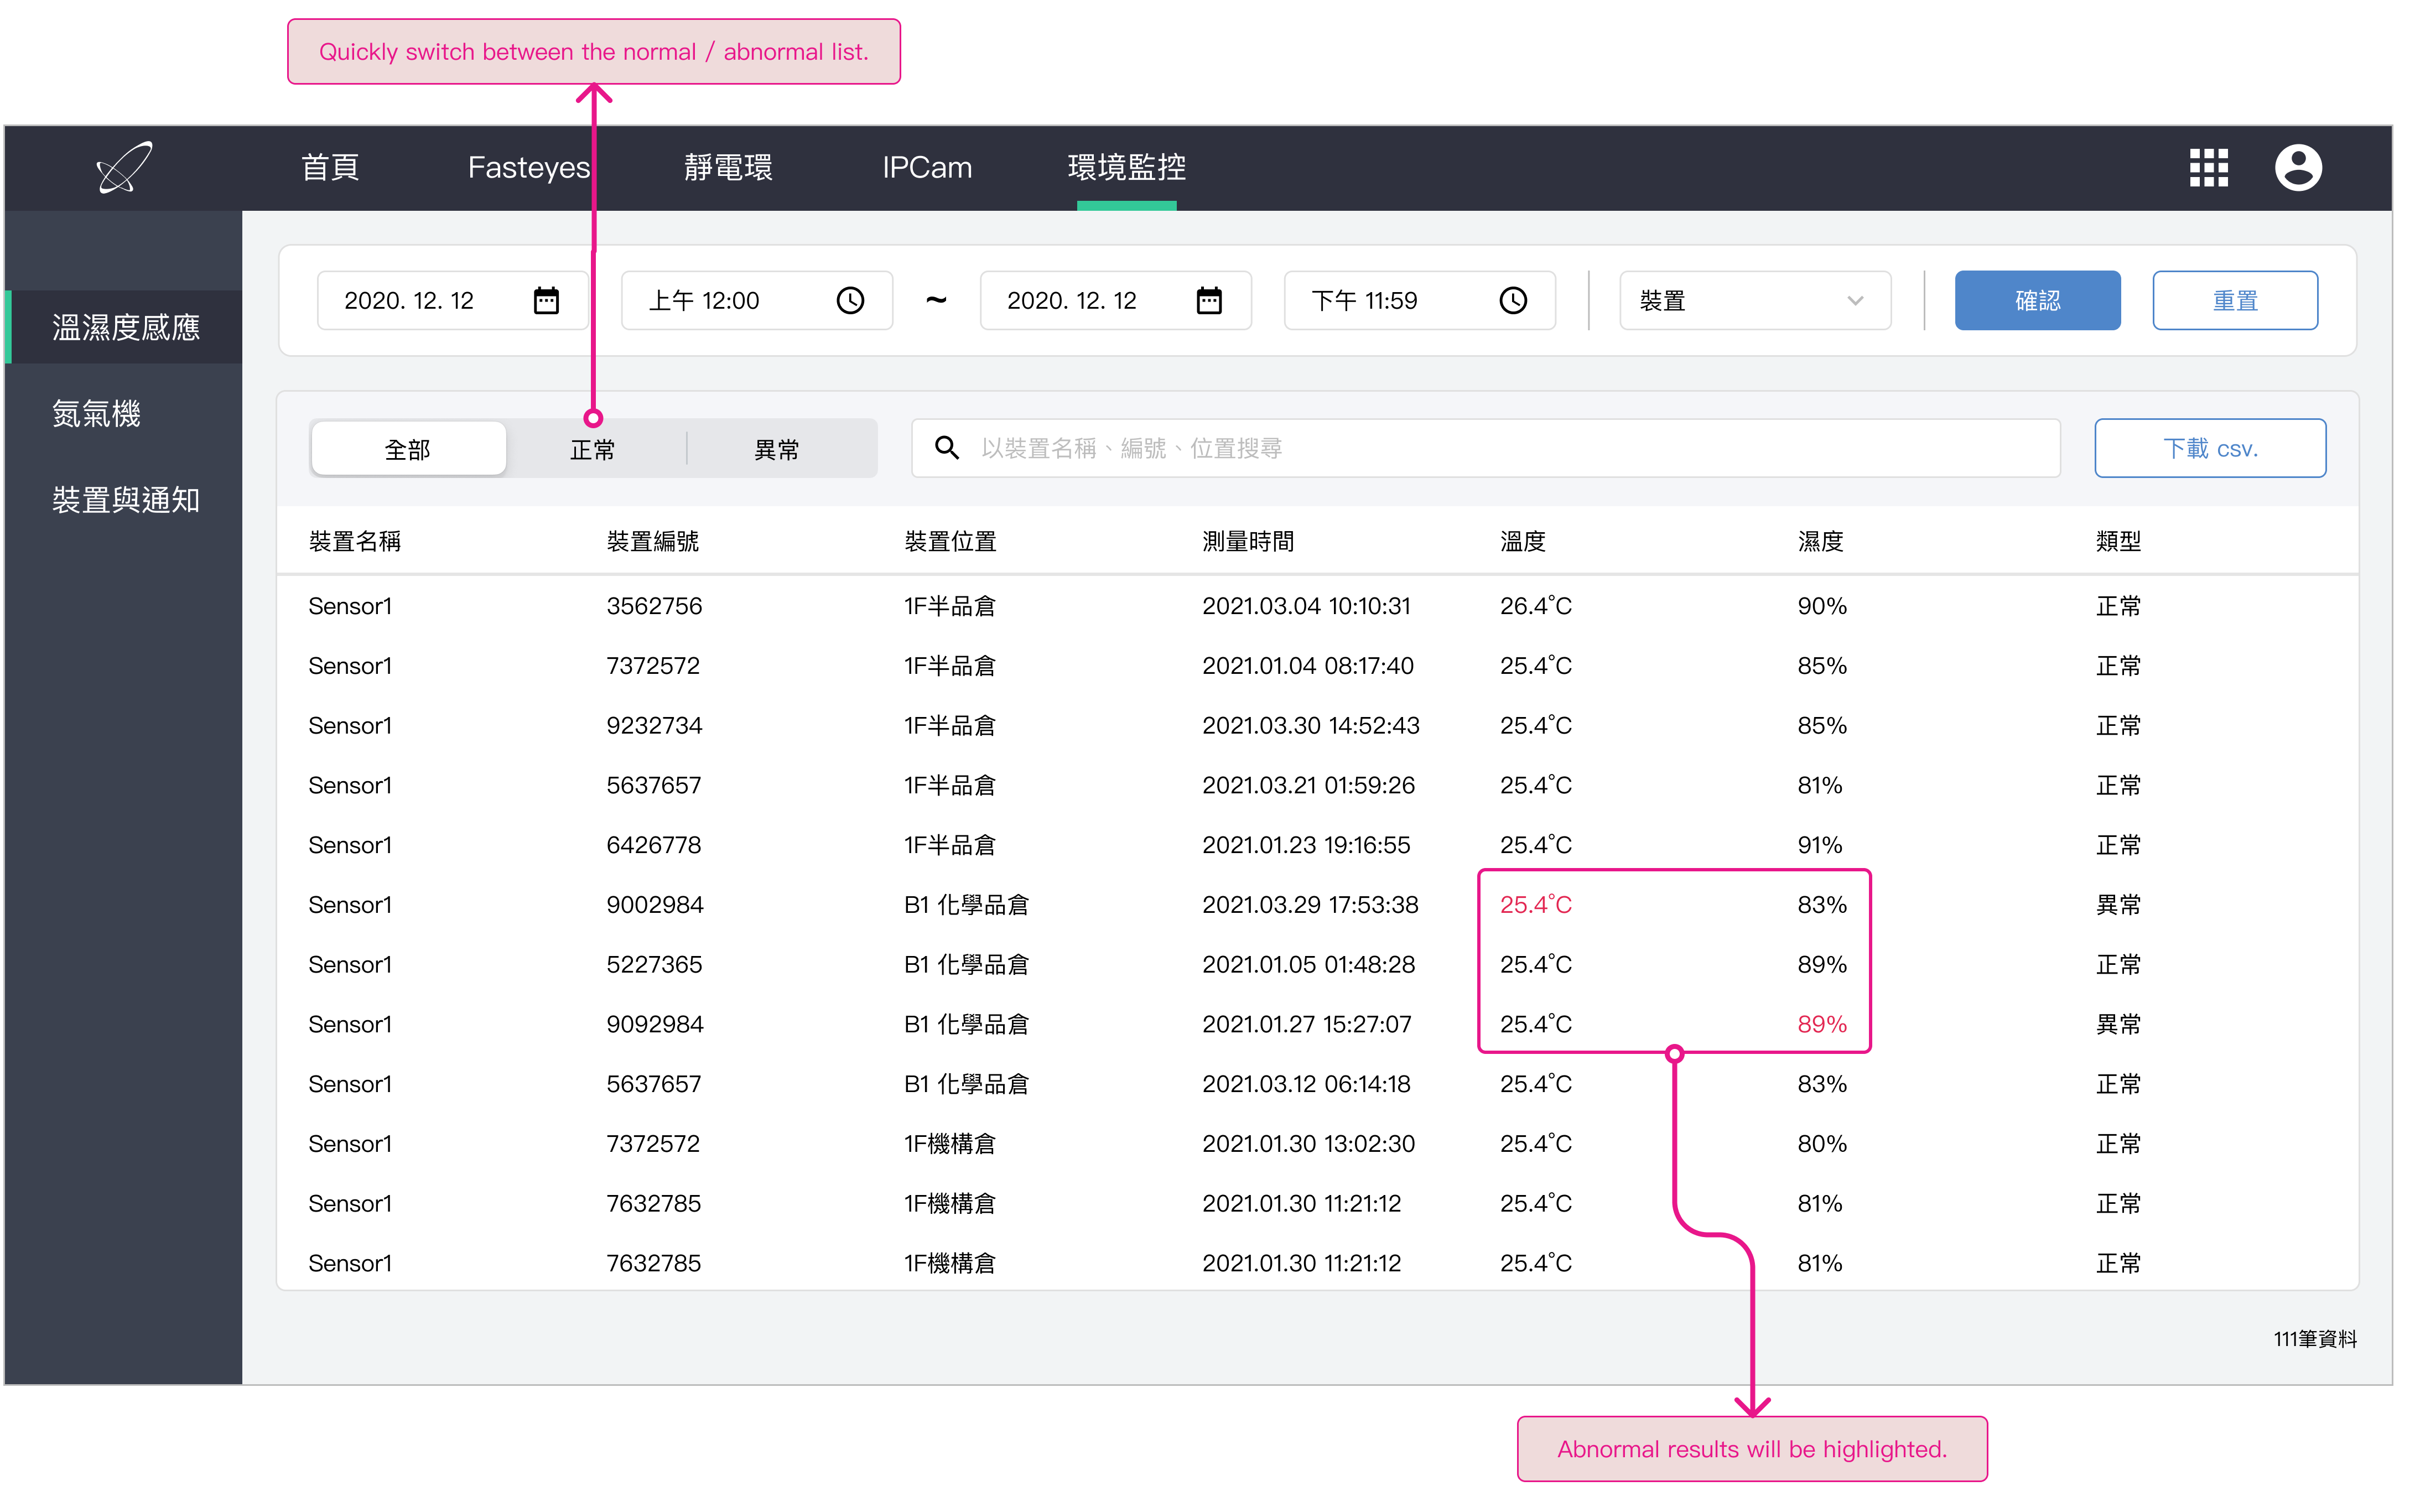 Quickly switch between the normal / abnormal list.
首頁 Fasteyes 靜電環 IPCam 環境監控
溫濕度感應
氮氣機
裝置與通知
2020. 12. 12 上午 12:00 ~ 2020. 12. 12 下午 11:59 裝置 確認 重置
全部 正常 異常 以裝置名稱、編號、位置搜尋 下載 csv.
裝置名稱 裝置編號 裝置位置 測量時間 溫度 濕度 類型
Sensor1 3562756 1F半品倉 2021.03.04 10:10:31 26.4°C 90% 正常
Sensor1 7372572 1F半品倉 2021.01.04 08:17:40 25.4°C 85% 正常
Sensor1 9232734 1F半品倉 2021.03.30 14:52:43 25.4°C 85% 正常
Sensor1 5637657 1F半品倉 2021.03.21 01:59:26 25.4°C 81% 正常
Sensor1 6426778 1F半品倉 2021.01.23 19:16:55 25.4°C 91% 正常
Sensor1 9002984 B1 化學品倉 2021.03.29 17:53:38 25.4°C 83% 異常
Sensor1 5227365 B1 化學品倉 2021.01.05 01:48:28 25.4°C 89% 正常
Sensor1 9092984 B1 化學品倉 2021.01.27 15:27:07 25.4°C 89% 異常
Sensor1 5637657 B1 化學品倉 2021.03.12 06:14:18 25.4°C 83% 正常
Sensor1 7372572 1F機構倉 2021.01.30 13:02:30 25.4°C 80% 正常
Sensor1 7632785 1F機構倉 2021.01.30 11:21:12 25.4°C 81% 正常
Sensor1 7632785 1F機構倉 2021.01.30 11:21:12 25.4°C 81% 正常
111筆資料
Abnormal results will be highlighted.